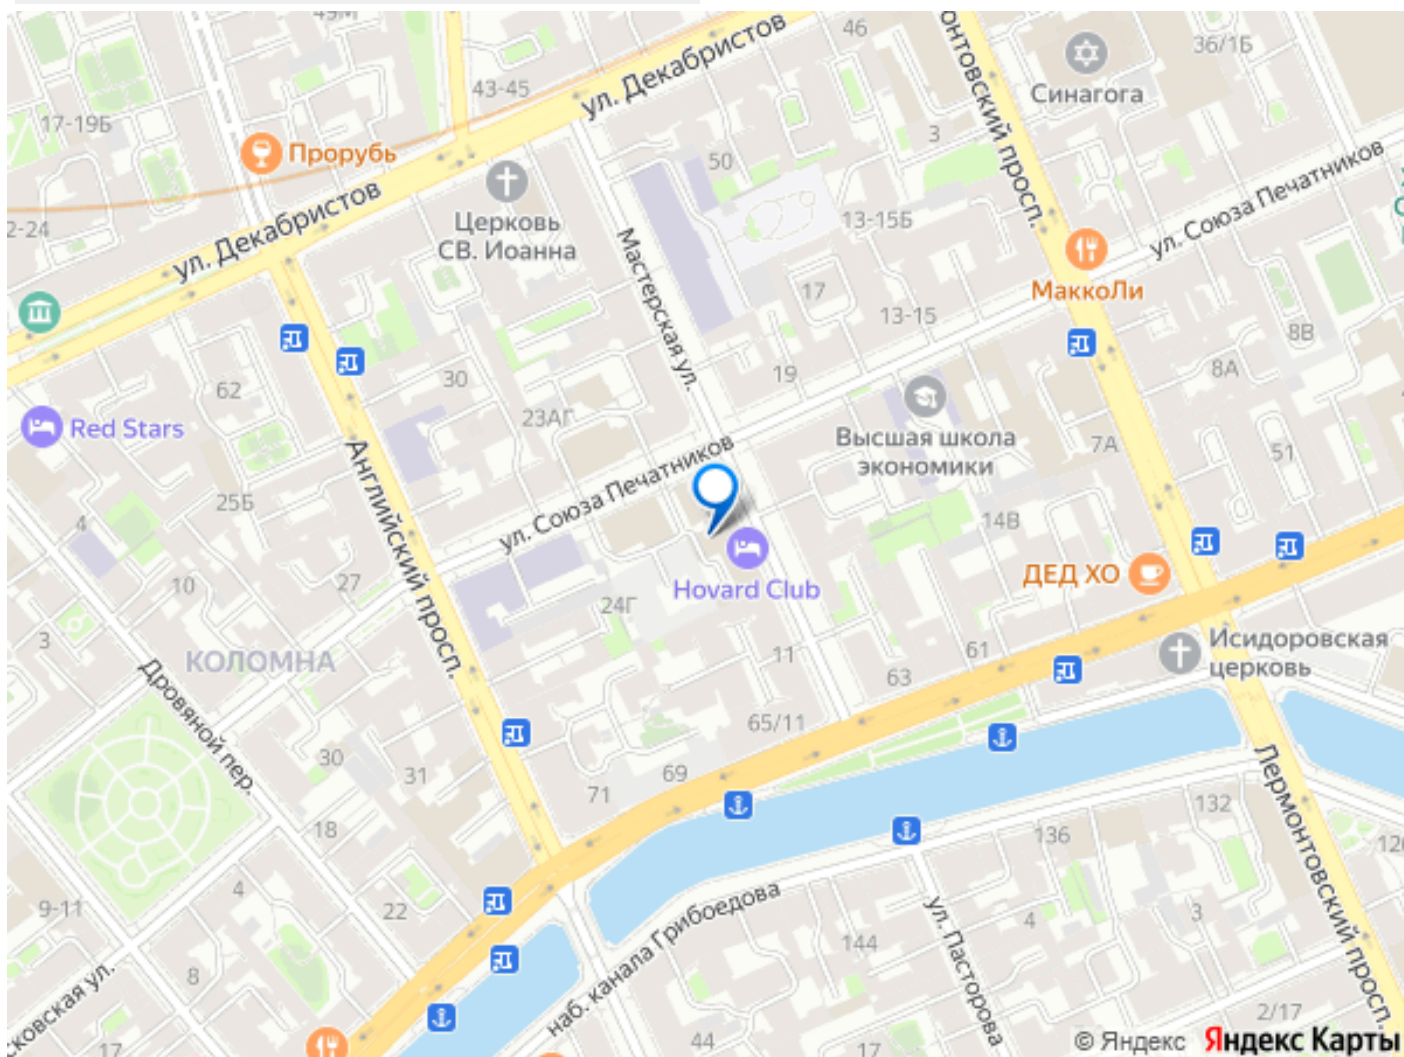 49М
46
36/1Б
43-45
ул. Декабристов
Лермонтовский просп.
Синагога
17-19Б
3
Прорубь
50
ул. Союза Печатников
Церковь
СВ. Иоанна
13-15Б
ул. Декабристов
Мастерская ул.
МаккоЛи
17
13-15
8В
62
30
19
8А
Red Stars
23АГ
Высшая школа
экономики
7А
51
25Б
Английский просп.
ул. Союза Печатников
14В
4
10
27
Hovard Club
ДЕД ХО
24Г
3
КОЛОМНА
Исидоровская
церковь
11
61
63
Дровяной пер.
65/11
30
31
69
71
Лермонтовский просп.
18
132
136
4
9-11
22
наб. канала Грибоедова
ул. Пасторова
4
3
144
8
2/17
17
44
17
© Яндекс Яндекс Карты